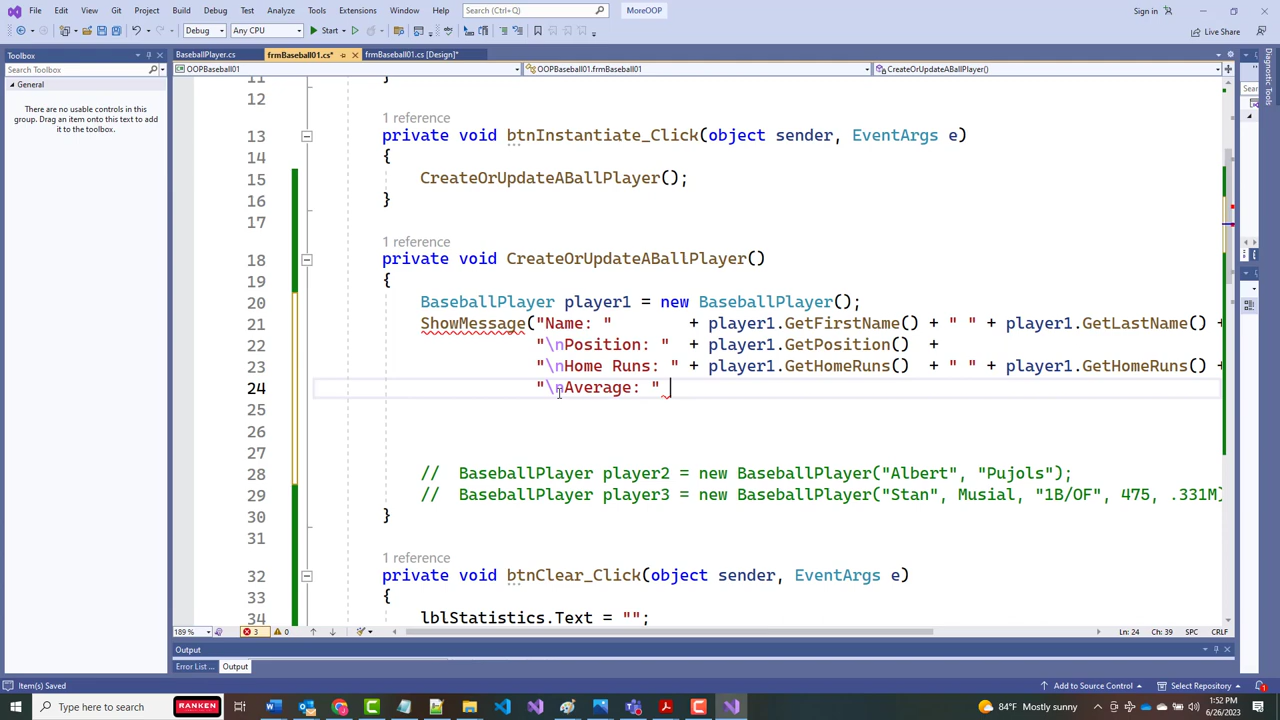 File Edit View Git Project Build Debug Test Analyze Tools Extensions Window Help Search (Ctrl+Q) MoreOOP Sign in
Debug Any CPU Start Live Share
Toolbox
Search Toolbox
General
There are no usable controls in this
group. Drag an item onto this text to add
it to the toolbox.
BaseballPlayer.cs frmBaseball01.cs* frmBaseball01.cs [Design]*
OOPBaseball01 OOPBaseball01.frmBaseball01 CreateOrUpdateABallPlayer()
Diagnostic Tools
11 }
12
1 reference
13 private void btnInstantiate_Click(object sender, EventArgs e)
14 {
15 CreateOrUpdateABallPlayer();
16 }
17
1 reference
18 private void CreateOrUpdateABallPlayer()
19 {
20 BaseballPlayer player1 = new BaseballPlayer();
21 ShowMessage("Name: " + player1.GetFirstName() + " " + player1.GetLastName() +
22 "\nPosition: " + player1.GetPosition() +
23 "\nHome Runs: " + player1.GetHomeRuns() + " " + player1.GetHomeRuns() +
24 "\nAverage: "
25
26
27
28 // BaseballPlayer player2 = new BaseballPlayer("Albert", "Pujols");
29 // BaseballPlayer player3 = new BaseballPlayer("Stan", Musial, "1B/OF", 475, .331M)
30 }
31
1 reference
32 private void btnClear_Click(object sender, EventArgs e)
33 {
34 lblStatistics.Text = "";
189 % 3 0 Ln: 24 Ch: 39 SPC CRLF
Output
Error List ... Output
Item(s) Saved Add to Source Control Select Repository
Type here to search RANKEN 84°F Mostly sunny 1:52 PM
6/26/2023